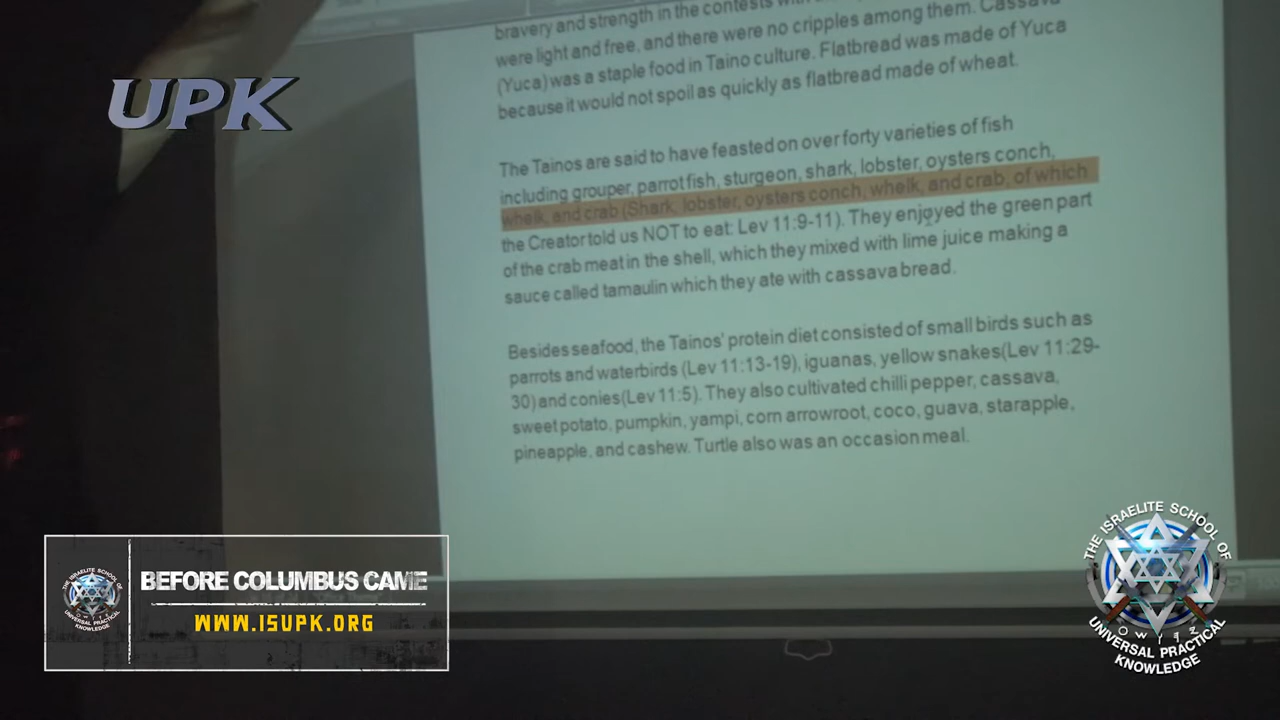 bravery and strength in the contests
were light and free, and there were no cripples among them. Cassava
(Yuca) was a staple food in Taino culture. Flatbread was made of Yuca
because it would not spoil as quickly as flatbread made of wheat.
The Tainos are said to have feasted on over forty varieties of fish
including grouper, parrotfish, sturgeon, shark, lobster, oysters conch,
whelk, and crab (Shark, lobster, oysters conch, whelk, and crab, of which
the Creator told us NOT to eat: Lev 11:9-11). They enjoyed the green part
of the crab meat in the shell, which they mixed with lime juice making a
sauce called tamaulin which they ate with cassava bread.
Besides seafood, the Tainos' protein diet consisted of small birds such as
parrots and waterbirds (Lev 11:13-19), iguanas, yellow snakes(Lev 11:29-
30) and conies(Lev 11:5). They also cultivated chilli pepper, cassava,
sweet potato, pumpkin, yampi, corn arrowroot, coco, guava, starapple,
pineapple, and cashew. Turtle also was an occasion meal.
UPK
BEFORE COLUMBUS CAME
WWW.ISUPK.ORG
THE ISRAELITE SCHOOL OF
UNIVERSAL PRACTICAL
KNOWLEDGE
THE ISRAELITE SCHOOL OF
UNIVERSAL PRACTICAL
KNOWLEDGE